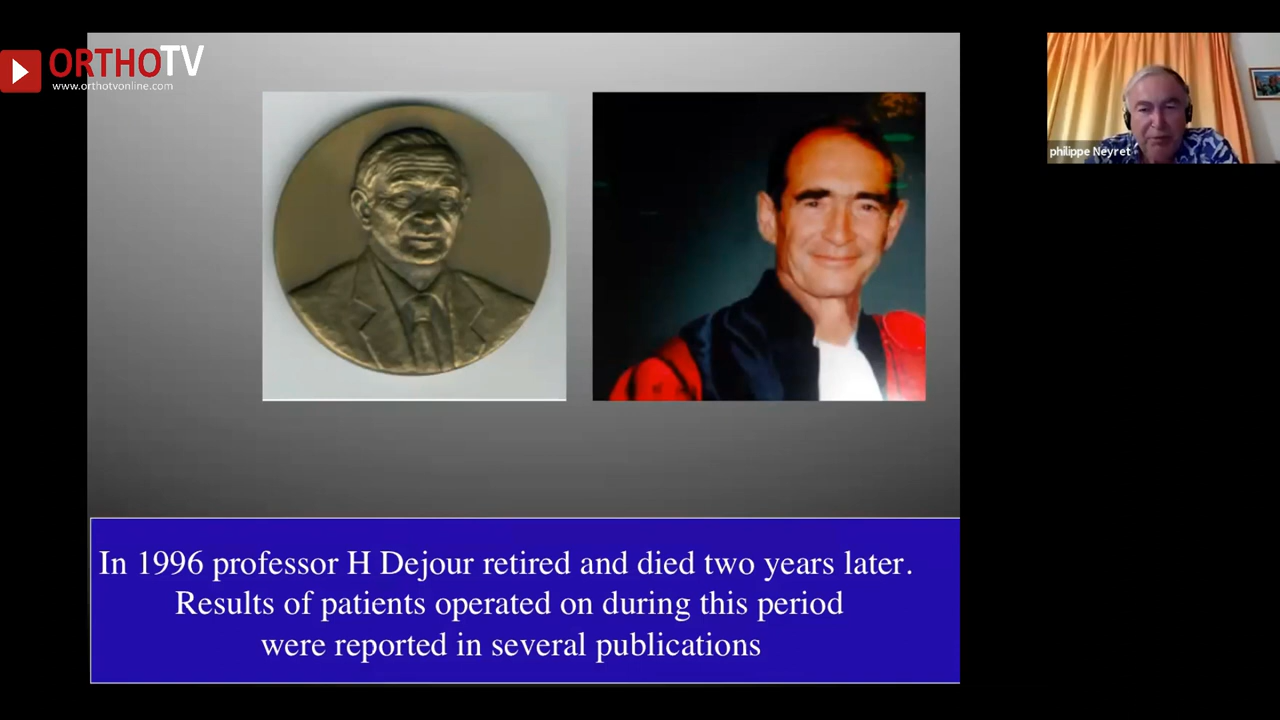 ORTHOTV
www.orthotvonline.com
philippe Neyret
In 1996 professor H Dejour retired and died two years later.
Results of patients operated on during this period
were reported in several publications